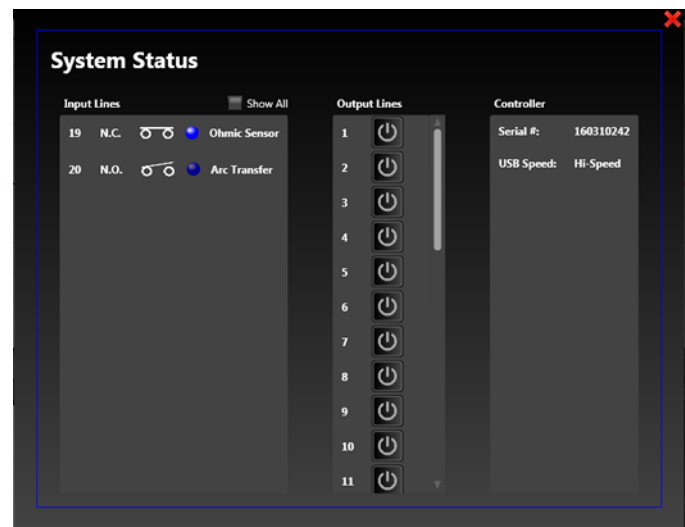 System Status
Input Lines
Show All
19 N.C. Ohmic Sensor
20 N.O. Arc Transfer
Output Lines
1
2
3
4
5
6
7
8
9
10
11
Controller
Serial #: 160310242
USB Speed: Hi-Speed